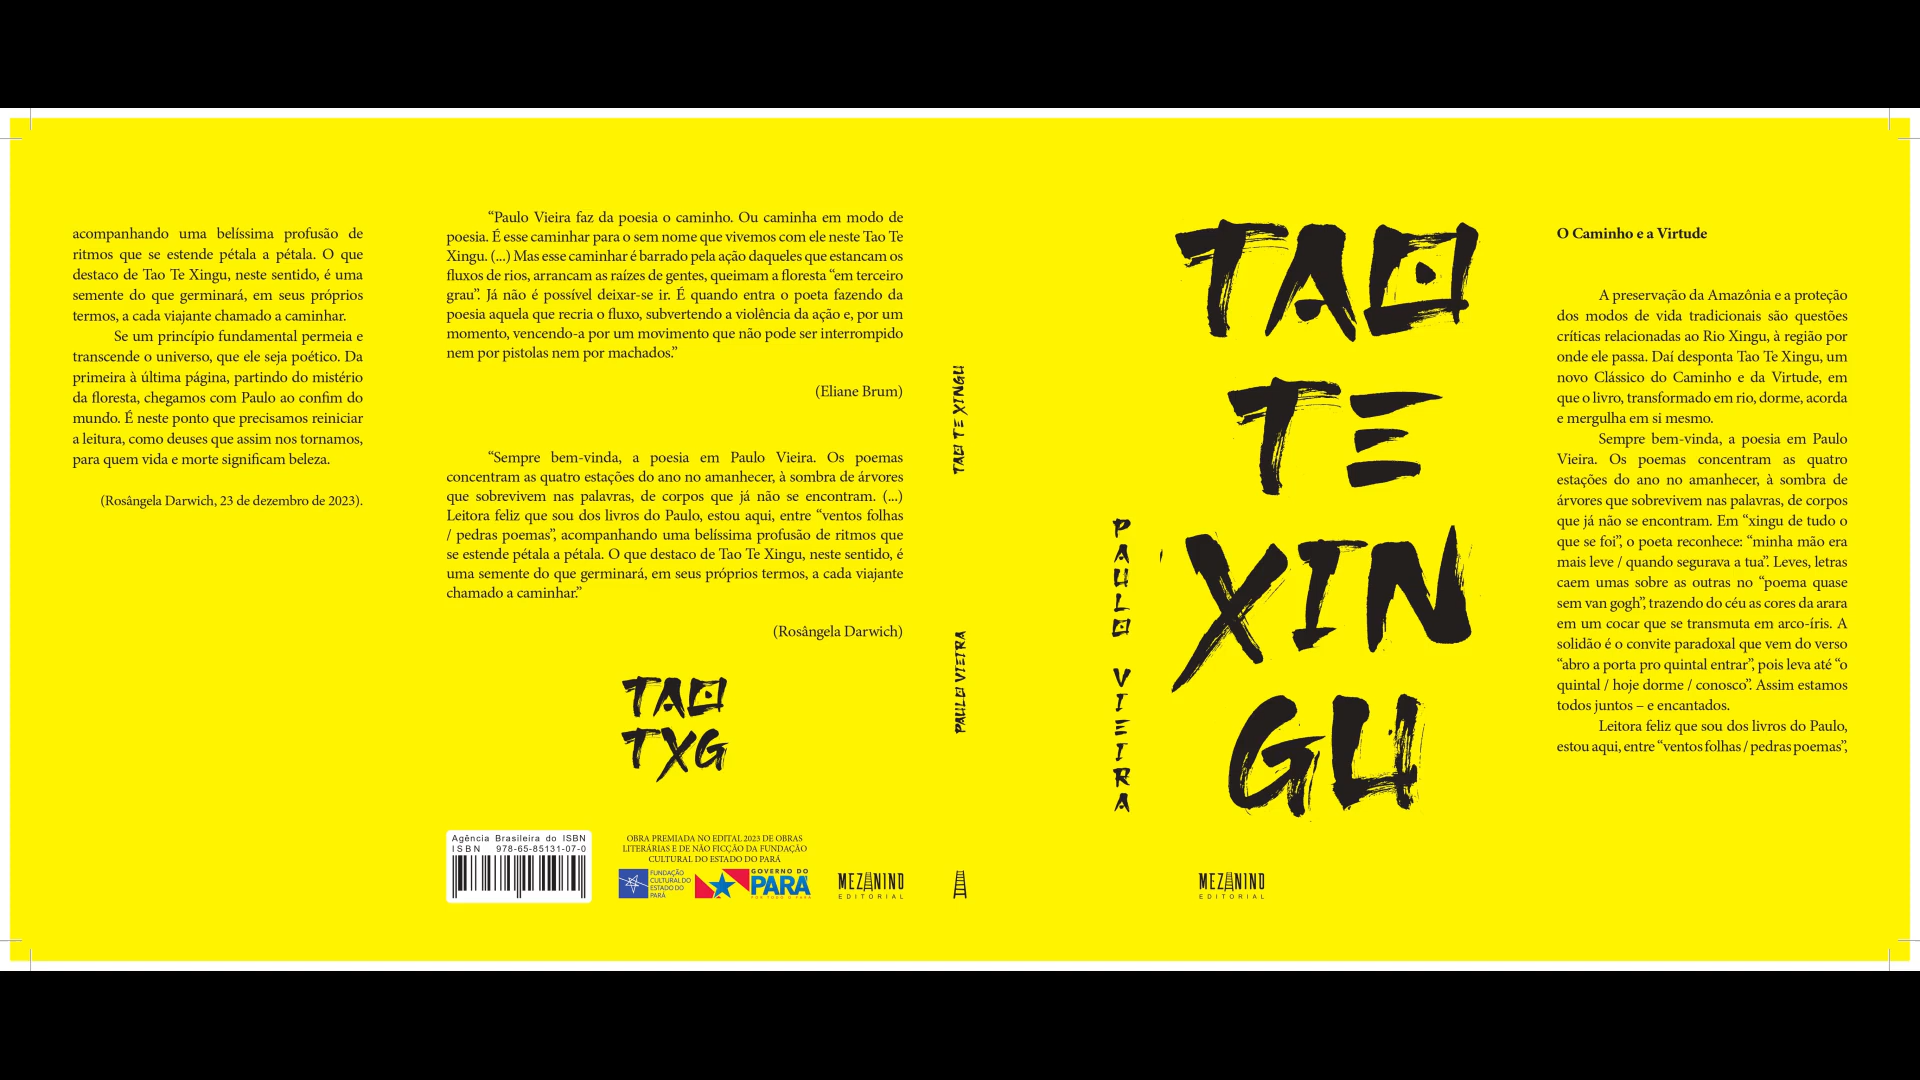 acompanhando uma belíssima profusão de
ritmos que se estende pétala a pétala. O que
destaco de Tao Te Xingu, neste sentido, é uma
semente do que germinará, em seus próprios
termos, a cada viajante chamado a caminhar.
Se um princípio fundamental permeia e
transcende o universo, que ele seja poético. Da
primeira à última página, partindo do mistério
da floresta, chegamos com Paulo ao confim do
mundo. É neste ponto que precisamos reiniciar
a leitura, como deuses que assim nos tornamos,
para quem vida e morte significam beleza.
(Rosângela Darwich, 23 de dezembro de 2023).
“Paulo Vieira faz da poesia o caminho. Ou caminha em modo de
poesia. É esse caminhar para o sem nome que vivemos com ele neste Tao Te
Xingu. (...) Mas esse caminhar é barrado pela ação daqueles que estancam os
fluxos de rios, arrancam as raízes de gentes, queimam a floresta “em terceiro
grau”. Já não é possível deixar-se ir. É quando entra o poeta fazendo da
poesia aquela que recria o fluxo, subvertendo a violência da ação e, por um
momento, vencendo-a por um movimento que não pode ser interrompido
nem por pistolas nem por machados.”
(Eliane Brum)
“Sempre bem-vinda, a poesia em Paulo Vieira. Os poemas
concentram as quatro estações do ano no amanhecer, à sombra de árvores
que sobrevivem nas palavras, de corpos que já não se encontram. (...)
Leitora feliz que sou dos livros do Paulo, estou aqui, entre “ventos folhas
/ pedras poemas”, acompanhando uma belíssima profusão de ritmos que
se estende pétala a pétala. O que destaco de Tao Te Xingu, neste sentido, é
uma semente do que germinará, em seus próprios termos, a cada viajante
chamado a caminhar.”
(Rosângela Darwich)
TAO
TXG
Agência Brasileira do ISBN
ISBN 978-65-85131-07-0
OBRA PREMIADA NO EDITAL 2023 DE OBRAS
LITERÁRIAS E DE NÃO FICÇÃO DA FUNDAÇÃO
CULTURAL DO ESTADO DO PARÁ
FUNDAÇÃO
CULTURAL DO
ESTADO DO
PARÁ
GOVERNO DO
PARÁ
POR TODO O PARÁ
MEZANINO
EDITORIAL
TAO TE XINGU
PAULO VIEIRA
PAULO VIEIRA
TAO
TE
XIN
GU
MEZANINO
EDITORIAL
O Caminho e a Virtude
A preservação da Amazônia e a proteção
dos modos de vida tradicionais são questões
críticas relacionadas ao Rio Xingu, à região por
onde ele passa. Daí desponta Tao Te Xingu, um
novo Clássico do Caminho e da Virtude, em
que o livro, transformado em rio, dorme, acorda
e mergulha em si mesmo.
Sempre bem-vinda, a poesia em Paulo
Vieira. Os poemas concentram as quatro
estações do ano no amanhecer, à sombra de
árvores que sobrevivem nas palavras, de corpos
que já não se encontram. Em “xingu de tudo o
que se foi”, o poeta reconhece: “minha mão era
mais leve / quando segurava a tua”. Leves, letras
caem umas sobre as outras no “poema quase
sem van gogh”, trazendo do céu as cores da arara
em um cocar que se transmuta em arco-íris. A
solidão é o convite paradoxal que vem do verso
“abro a porta pro quintal entrar”, pois leva até “o
quintal / hoje dorme / conosco”. Assim estamos
todos juntos – e encantados.
Leitora feliz que sou dos livros do Paulo,
estou aqui, entre “ventos folhas / pedras poemas”,